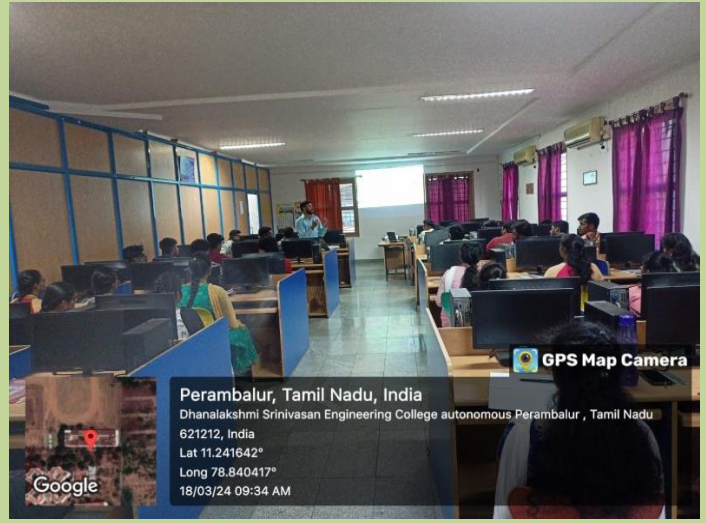 GPS Map Camera
Perambalur, Tamil Nadu, India
Dhanalakshmi Srinivasan Engineering College autonomous Perambalur , Tamil Nadu
621212, India
Lat 11.241642°
Long 78.840417°
18/03/24 09:34 AM
Google